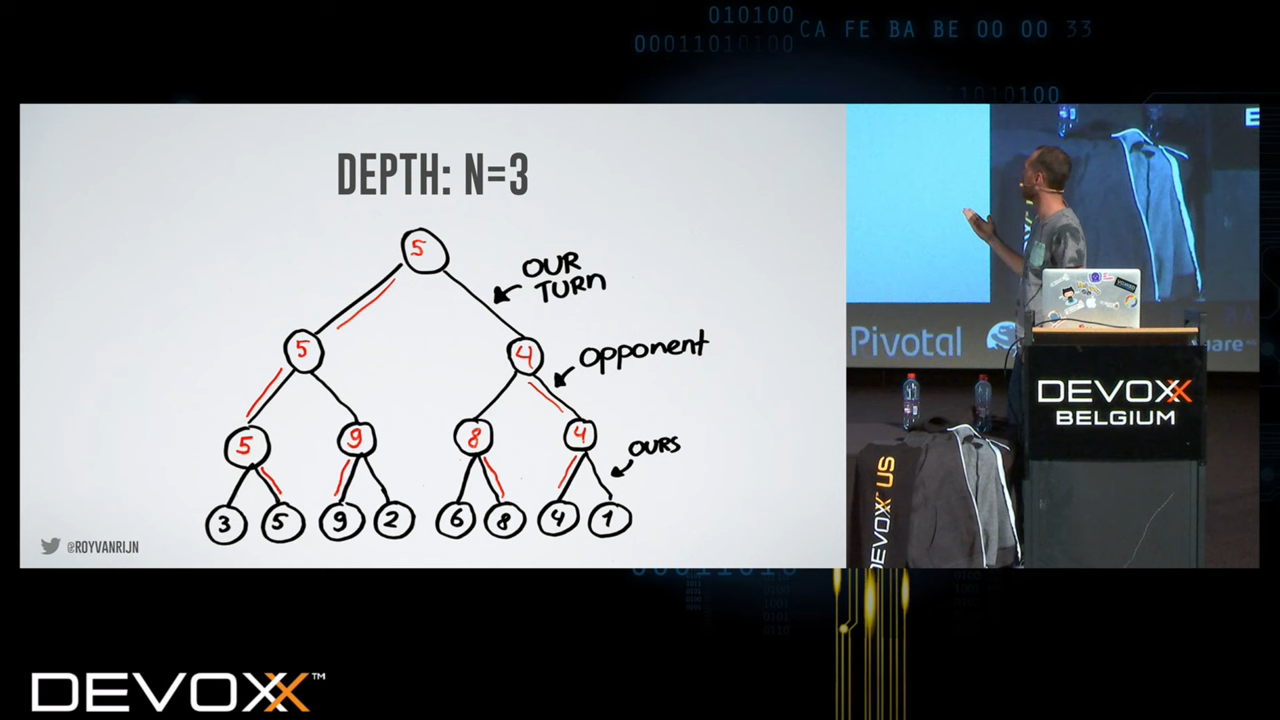 010100
00011010100
CA FE BA BE 00 00 33
1010100
DEPTH: N=3
5
OUR
TURN
5
4
OPPONENT
5
9
8
4
OURS
3
5
9
2
6
8
4
1
@ROYVANRIJN
Pivotal
DEVOXX
BELGIUM
DEVOXX US
DEVOXX™